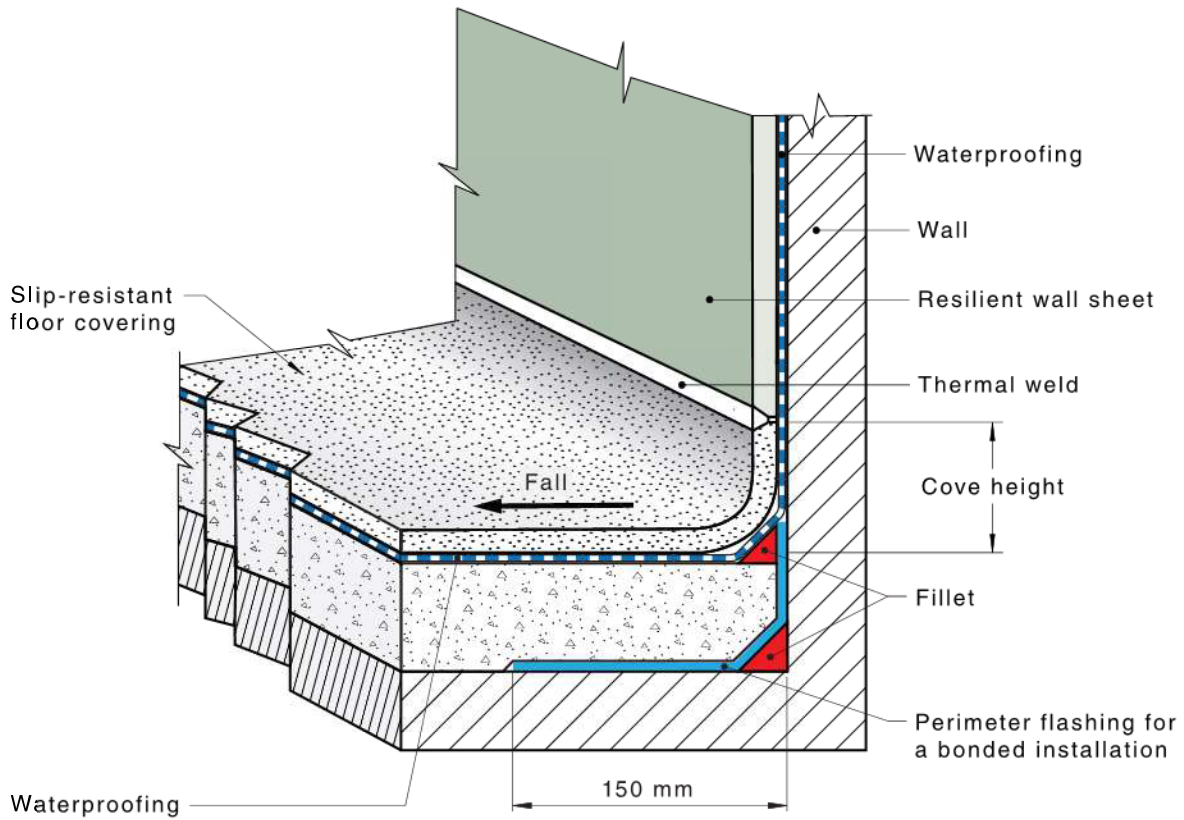 Waterproofing
Wall
Slip-resistant
floor covering
Resilient wall sheet
Thermal weld
Fall
Cove height
Fillet
Perimeter flashing for
a bonded installation
150 mm
Waterproofing